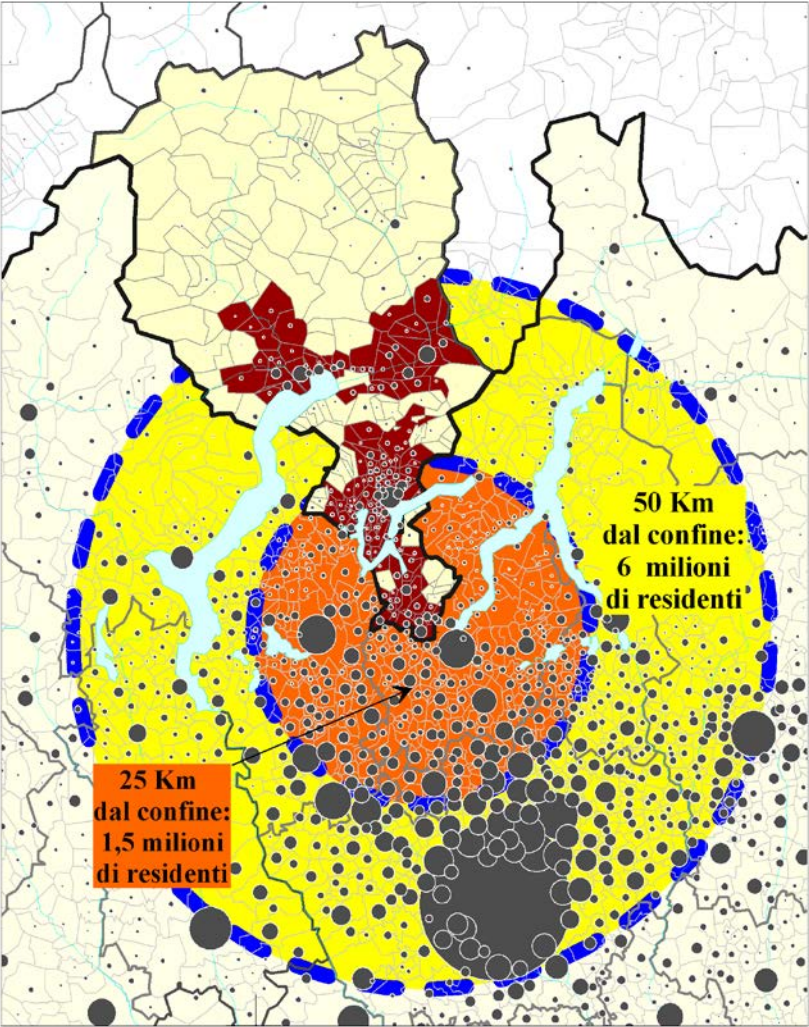 50 Km
dal confine:
6 milioni
di residenti
25 Km
dal confine:
1,5 milioni
di residenti